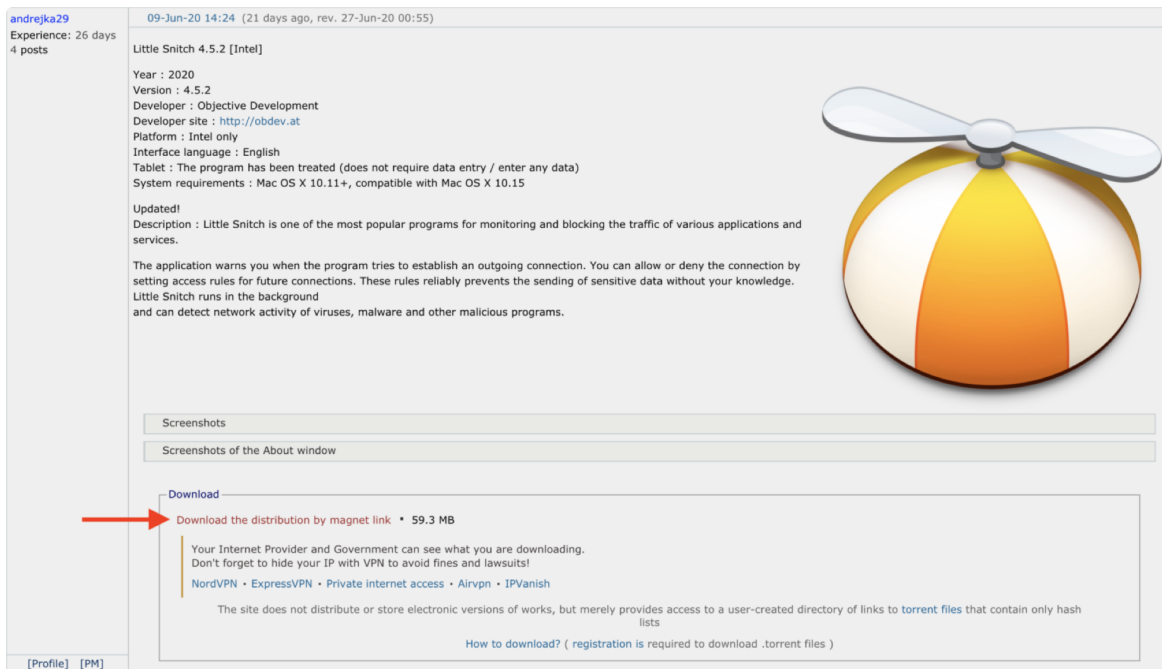 andrejka29
Experience: 26 days
4 posts
[Profile] [PM]
09-Jun-20 14:24 (21 days ago, rev. 27-Jun-20 00:55)
Little Snitch 4.5.2 [Intel]
Year : 2020
Version : 4.5.2
Developer : Objective Development
Developer site : http://obdev.at
Platform : Intel only
Interface language : English
Tablet : The program has been treated (does not require data entry / enter any data)
System requirements : Mac OS X 10.11+, compatible with Mac OS X 10.15
Updated!
Description : Little Snitch is one of the most popular programs for monitoring and blocking the traffic of various applications and
services.
The application warns you when the program tries to establish an outgoing connection. You can allow or deny the connection by
setting access rules for future connections. These rules reliably prevents the sending of sensitive data without your knowledge.
Little Snitch runs in the background
and can detect network activity of viruses, malware and other malicious programs.
Screenshots
Screenshots of the About window
Download
Download the distribution by magnet link • 59.3 MB
Your Internet Provider and Government can see what you are downloading.
Don't forget to hide your IP with VPN to avoid fines and lawsuits!
NordVPN • ExpressVPN • Private internet access • Airvpn • IPVanish
The site does not distribute or store electronic versions of works, but merely provides access to a user-created directory of links to torrent files that contain only hash
lists
How to download? ( registration is required to download .torrent files )